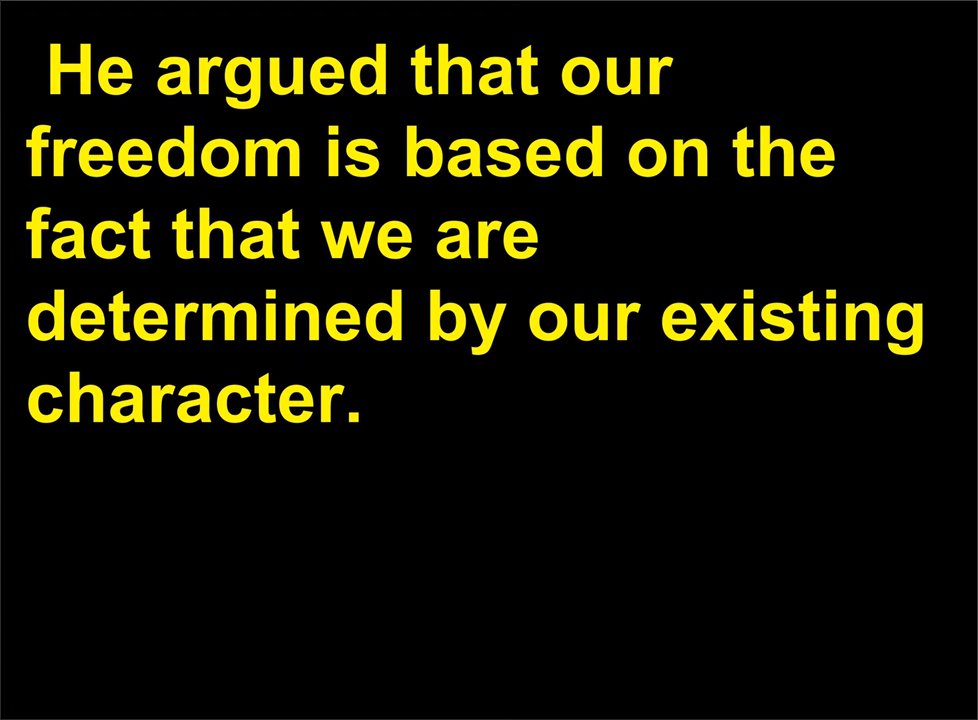 He argued that our
freedom is based on the
fact that we are
determined by our existing
character.